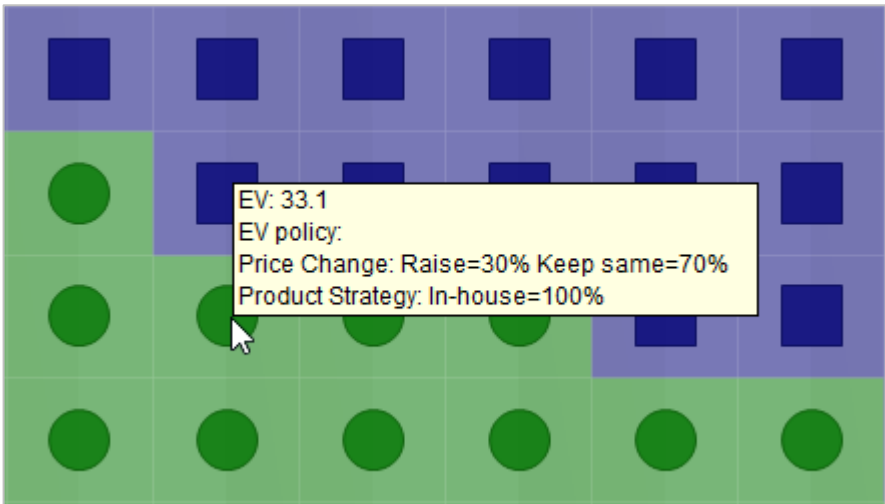 EV: 33.1
EV policy:
Price Change: Raise=30% Keep same=70%
Product Strategy: In-house=100%